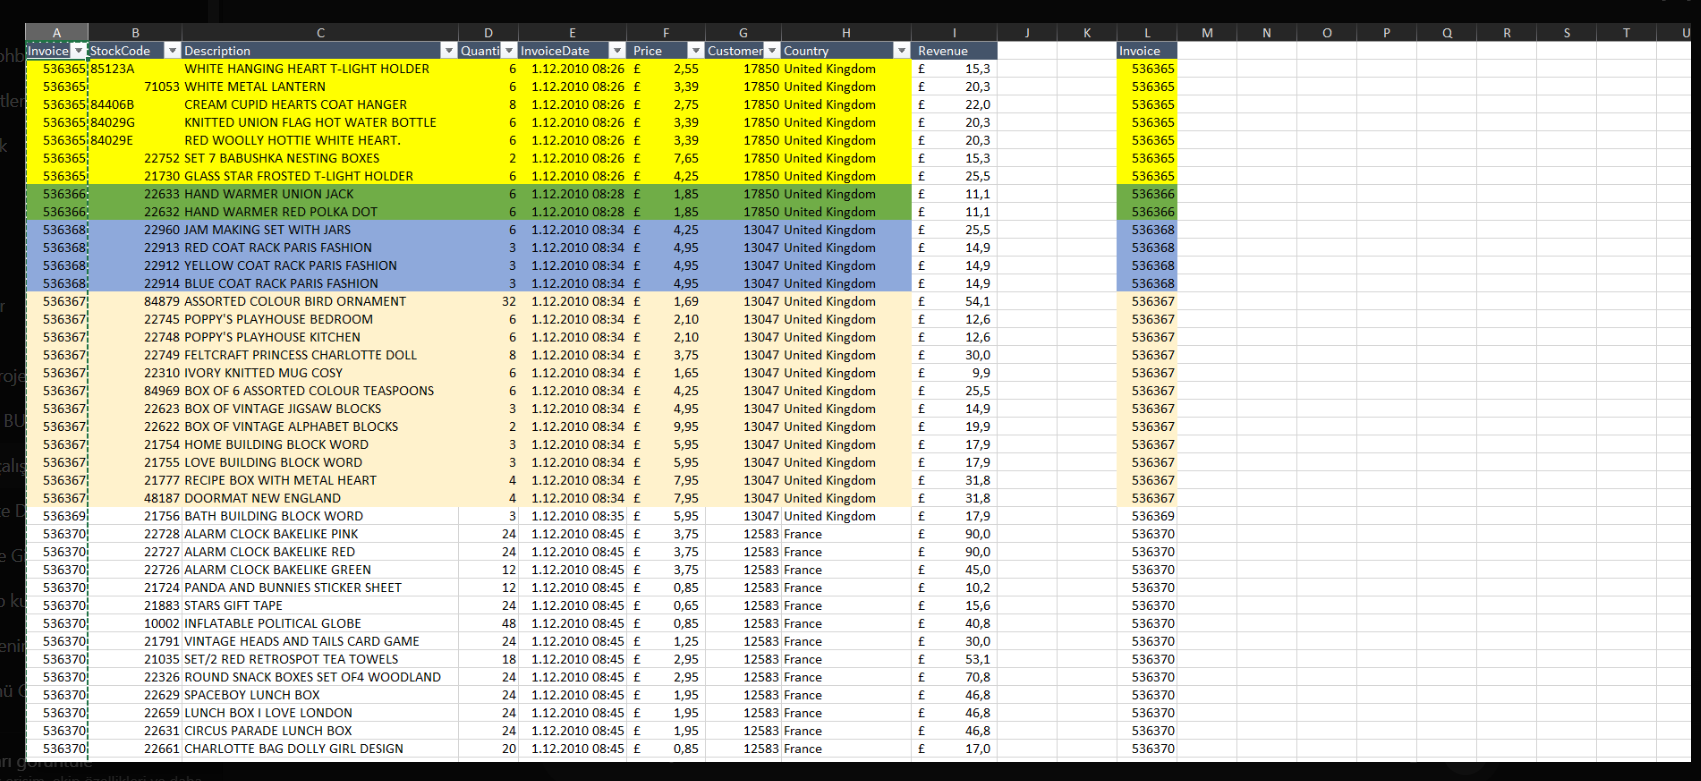 A B C D E F G H I J K L M N O P Q R S T U
Invoice StockCode Description Quanti InvoiceDate Price Customer Country Revenue Invoice
536365 85123A WHITE HANGING HEART T-LIGHT HOLDER 6 1.12.2010 08:26 £ 2,55 17850 United Kingdom £ 15,3 536365
536365 71053 WHITE METAL LANTERN 6 1.12.2010 08:26 £ 3,39 17850 United Kingdom £ 20,3 536365
536365 84406B CREAM CUPID HEARTS COAT HANGER 8 1.12.2010 08:26 £ 2,75 17850 United Kingdom £ 22,0 536365
536365 84029G KNITTED UNION FLAG HOT WATER BOTTLE 6 1.12.2010 08:26 £ 3,39 17850 United Kingdom £ 20,3 536365
536365 84029E RED WOOLLY HOTTIE WHITE HEART. 6 1.12.2010 08:26 £ 3,39 17850 United Kingdom £ 20,3 536365
536365 22752 SET 7 BABUSHKA NESTING BOXES 2 1.12.2010 08:26 £ 7,65 17850 United Kingdom £ 15,3 536365
536365 21730 GLASS STAR FROSTED T-LIGHT HOLDER 6 1.12.2010 08:26 £ 4,25 17850 United Kingdom £ 25,5 536365
536366 22633 HAND WARMER UNION JACK 6 1.12.2010 08:28 £ 1,85 17850 United Kingdom £ 11,1 536366
536366 22632 HAND WARMER RED POLKA DOT 6 1.12.2010 08:28 £ 1,85 17850 United Kingdom £ 11,1 536366
536368 22960 JAM MAKING SET WITH JARS 6 1.12.2010 08:34 £ 4,25 13047 United Kingdom £ 25,5 536368
536368 22913 RED COAT RACK PARIS FASHION 3 1.12.2010 08:34 £ 4,95 13047 United Kingdom £ 14,9 536368
536368 22912 YELLOW COAT RACK PARIS FASHION 3 1.12.2010 08:34 £ 4,95 13047 United Kingdom £ 14,9 536368
536368 22914 BLUE COAT RACK PARIS FASHION 3 1.12.2010 08:34 £ 4,95 13047 United Kingdom £ 14,9 536368
536367 84879 ASSORTED COLOUR BIRD ORNAMENT 32 1.12.2010 08:34 £ 1,69 13047 United Kingdom £ 54,1 536367
536367 22745 POPPY'S PLAYHOUSE BEDROOM 6 1.12.2010 08:34 £ 2,10 13047 United Kingdom £ 12,6 536367
536367 22748 POPPY'S PLAYHOUSE KITCHEN 6 1.12.2010 08:34 £ 2,10 13047 United Kingdom £ 12,6 536367
536367 22749 FELTCRAFT PRINCESS CHARLOTTE DOLL 8 1.12.2010 08:34 £ 3,75 13047 United Kingdom £ 30,0 536367
536367 22310 IVORY KNITTED MUG COSY 6 1.12.2010 08:34 £ 1,65 13047 United Kingdom £ 9,9 536367
536367 84969 BOX OF 6 ASSORTED COLOUR TEASPOONS 6 1.12.2010 08:34 £ 4,25 13047 United Kingdom £ 25,5 536367
536367 22623 BOX OF VINTAGE JIGSAW BLOCKS 3 1.12.2010 08:34 £ 4,95 13047 United Kingdom £ 14,9 536367
536367 22622 BOX OF VINTAGE ALPHABET BLOCKS 2 1.12.2010 08:34 £ 9,95 13047 United Kingdom £ 19,9 536367
536367 21754 HOME BUILDING BLOCK WORD 3 1.12.2010 08:34 £ 5,95 13047 United Kingdom £ 17,9 536367
536367 21755 LOVE BUILDING BLOCK WORD 3 1.12.2010 08:34 £ 5,95 13047 United Kingdom £ 17,9 536367
536367 21777 RECIPE BOX WITH METAL HEART 4 1.12.2010 08:34 £ 7,95 13047 United Kingdom £ 31,8 536367
536367 48187 DOORMAT NEW ENGLAND 4 1.12.2010 08:34 £ 7,95 13047 United Kingdom £ 31,8 536367
536369 21756 BATH BUILDING BLOCK WORD 3 1.12.2010 08:35 £ 5,95 13047 United Kingdom £ 17,9 536369
536370 22728 ALARM CLOCK BAKELIKE PINK 24 1.12.2010 08:45 £ 3,75 12583 France £ 90,0 536370
536370 22727 ALARM CLOCK BAKELIKE RED 24 1.12.2010 08:45 £ 3,75 12583 France £ 90,0 536370
536370 22726 ALARM CLOCK BAKELIKE GREEN 12 1.12.2010 08:45 £ 3,75 12583 France £ 45,0 536370
536370 21724 PANDA AND BUNNIES STICKER SHEET 12 1.12.2010 08:45 £ 0,85 12583 France £ 10,2 536370
536370 21883 STARS GIFT TAPE 24 1.12.2010 08:45 £ 0,65 12583 France £ 15,6 536370
536370 10002 INFLATABLE POLITICAL GLOBE 48 1.12.2010 08:45 £ 0,85 12583 France £ 40,8 536370
536370 21791 VINTAGE HEADS AND TAILS CARD GAME 24 1.12.2010 08:45 £ 1,25 12583 France £ 30,0 536370
536370 21035 SET/2 RED RETROSPOT TEA TOWELS 18 1.12.2010 08:45 £ 2,95 12583 France £ 53,1 536370
536370 22326 ROUND SNACK BOXES SET OF4 WOODLAND 24 1.12.2010 08:45 £ 2,95 12583 France £ 70,8 536370
536370 22629 SPACEBOY LUNCH BOX 24 1.12.2010 08:45 £ 1,95 12583 France £ 46,8 536370
536370 22659 LUNCH BOX I LOVE LONDON 24 1.12.2010 08:45 £ 1,95 12583 France £ 46,8 536370
536370 22631 CIRCUS PARADE LUNCH BOX 24 1.12.2010 08:45 £ 1,95 12583 France £ 46,8 536370
536370 22661 CHARLOTTE BAG DOLLY GIRL DESIGN 20 1.12.2010 08:45 £ 0,85 12583 France £ 17,0 536370